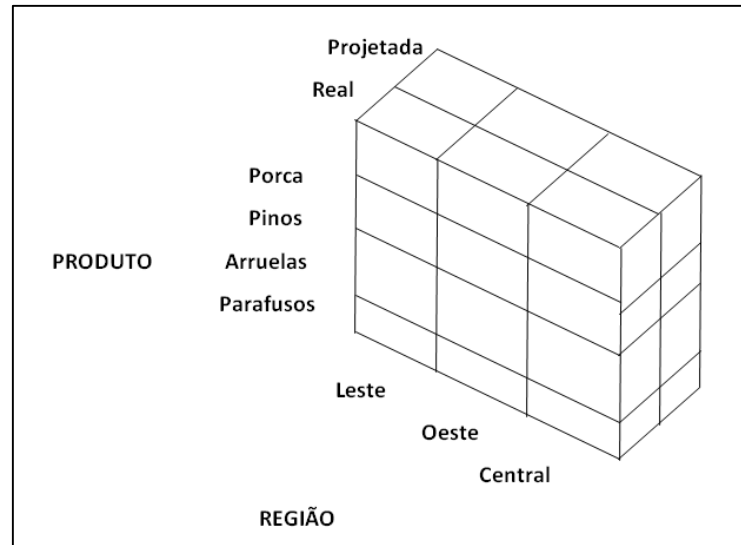 Projetada
Real
Porca
Pinos
PRODUTO
Arruelas
Parafusos
Leste
Oeste
Central
REGIÃO